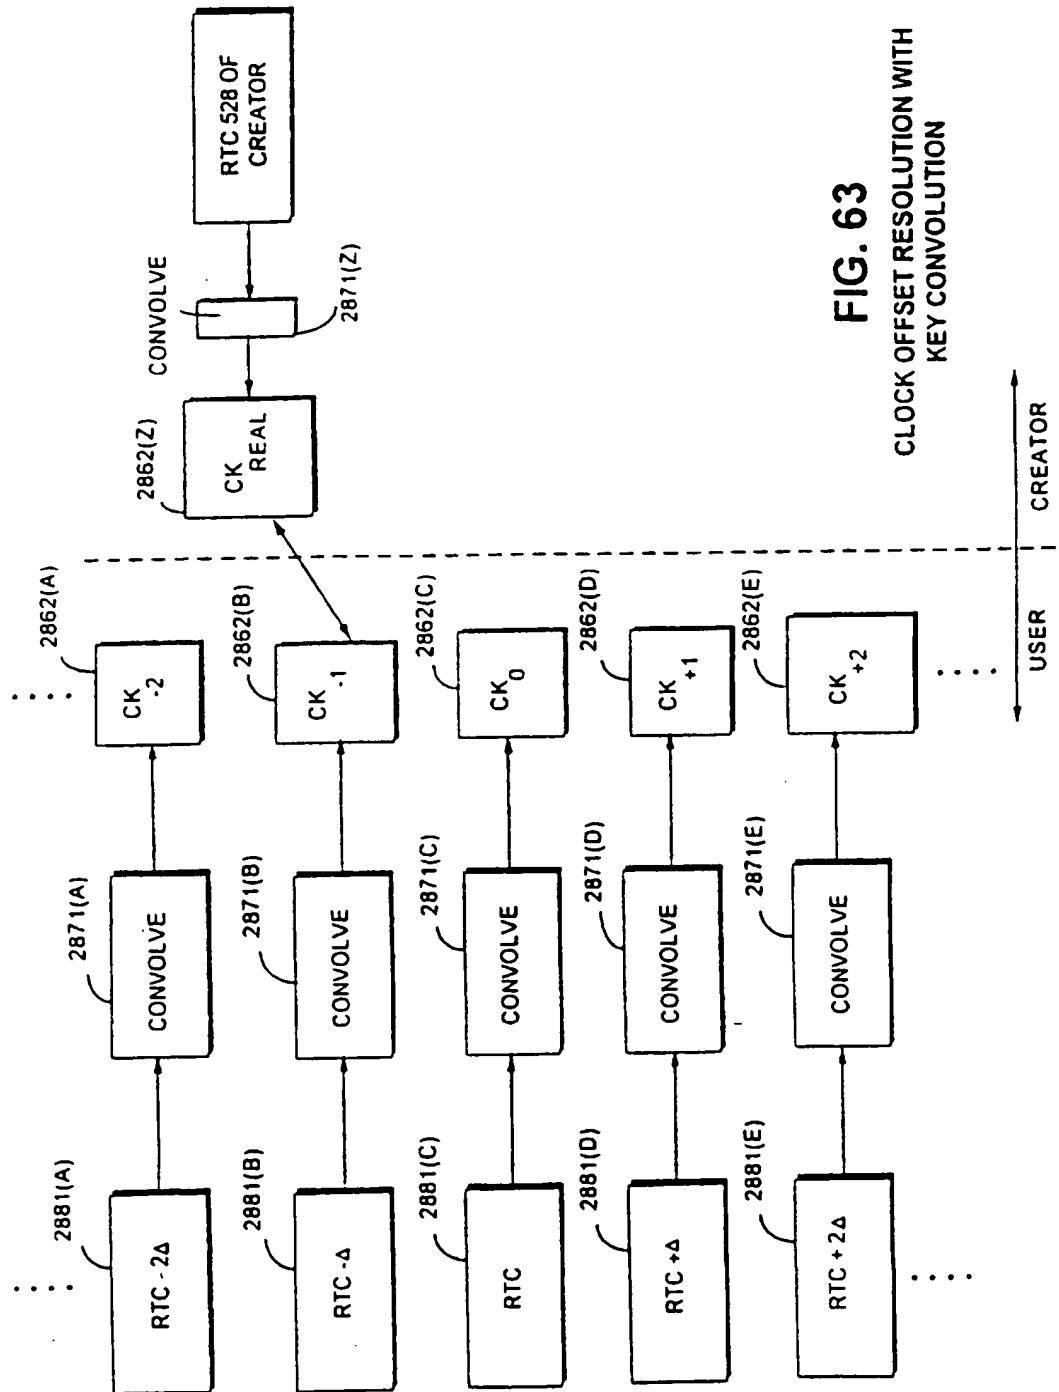 2881(A)
RTC - 2Δ
2871(A)
CONVOLVE
2862(A)
CK -2
2881(B)
RTC -Δ
2871(B)
CONVOLVE
2862(B)
CK -1
2881(C)
RTC
2871(C)
CONVOLVE
2862(C)
CK 0
2881(D)
RTC +Δ
2871(D)
CONVOLVE
2862(D)
CK +1
2881(E)
RTC + 2Δ
2871(E)
CONVOLVE
2862(E)
CK +2
2862(Z)
CK REAL
CONVOLVE
2871(Z)
RTC 528 OF
CREATOR
USER
CREATOR
FIG. 63
CLOCK OFFSET RESOLUTION WITH
KEY CONVOLUTION